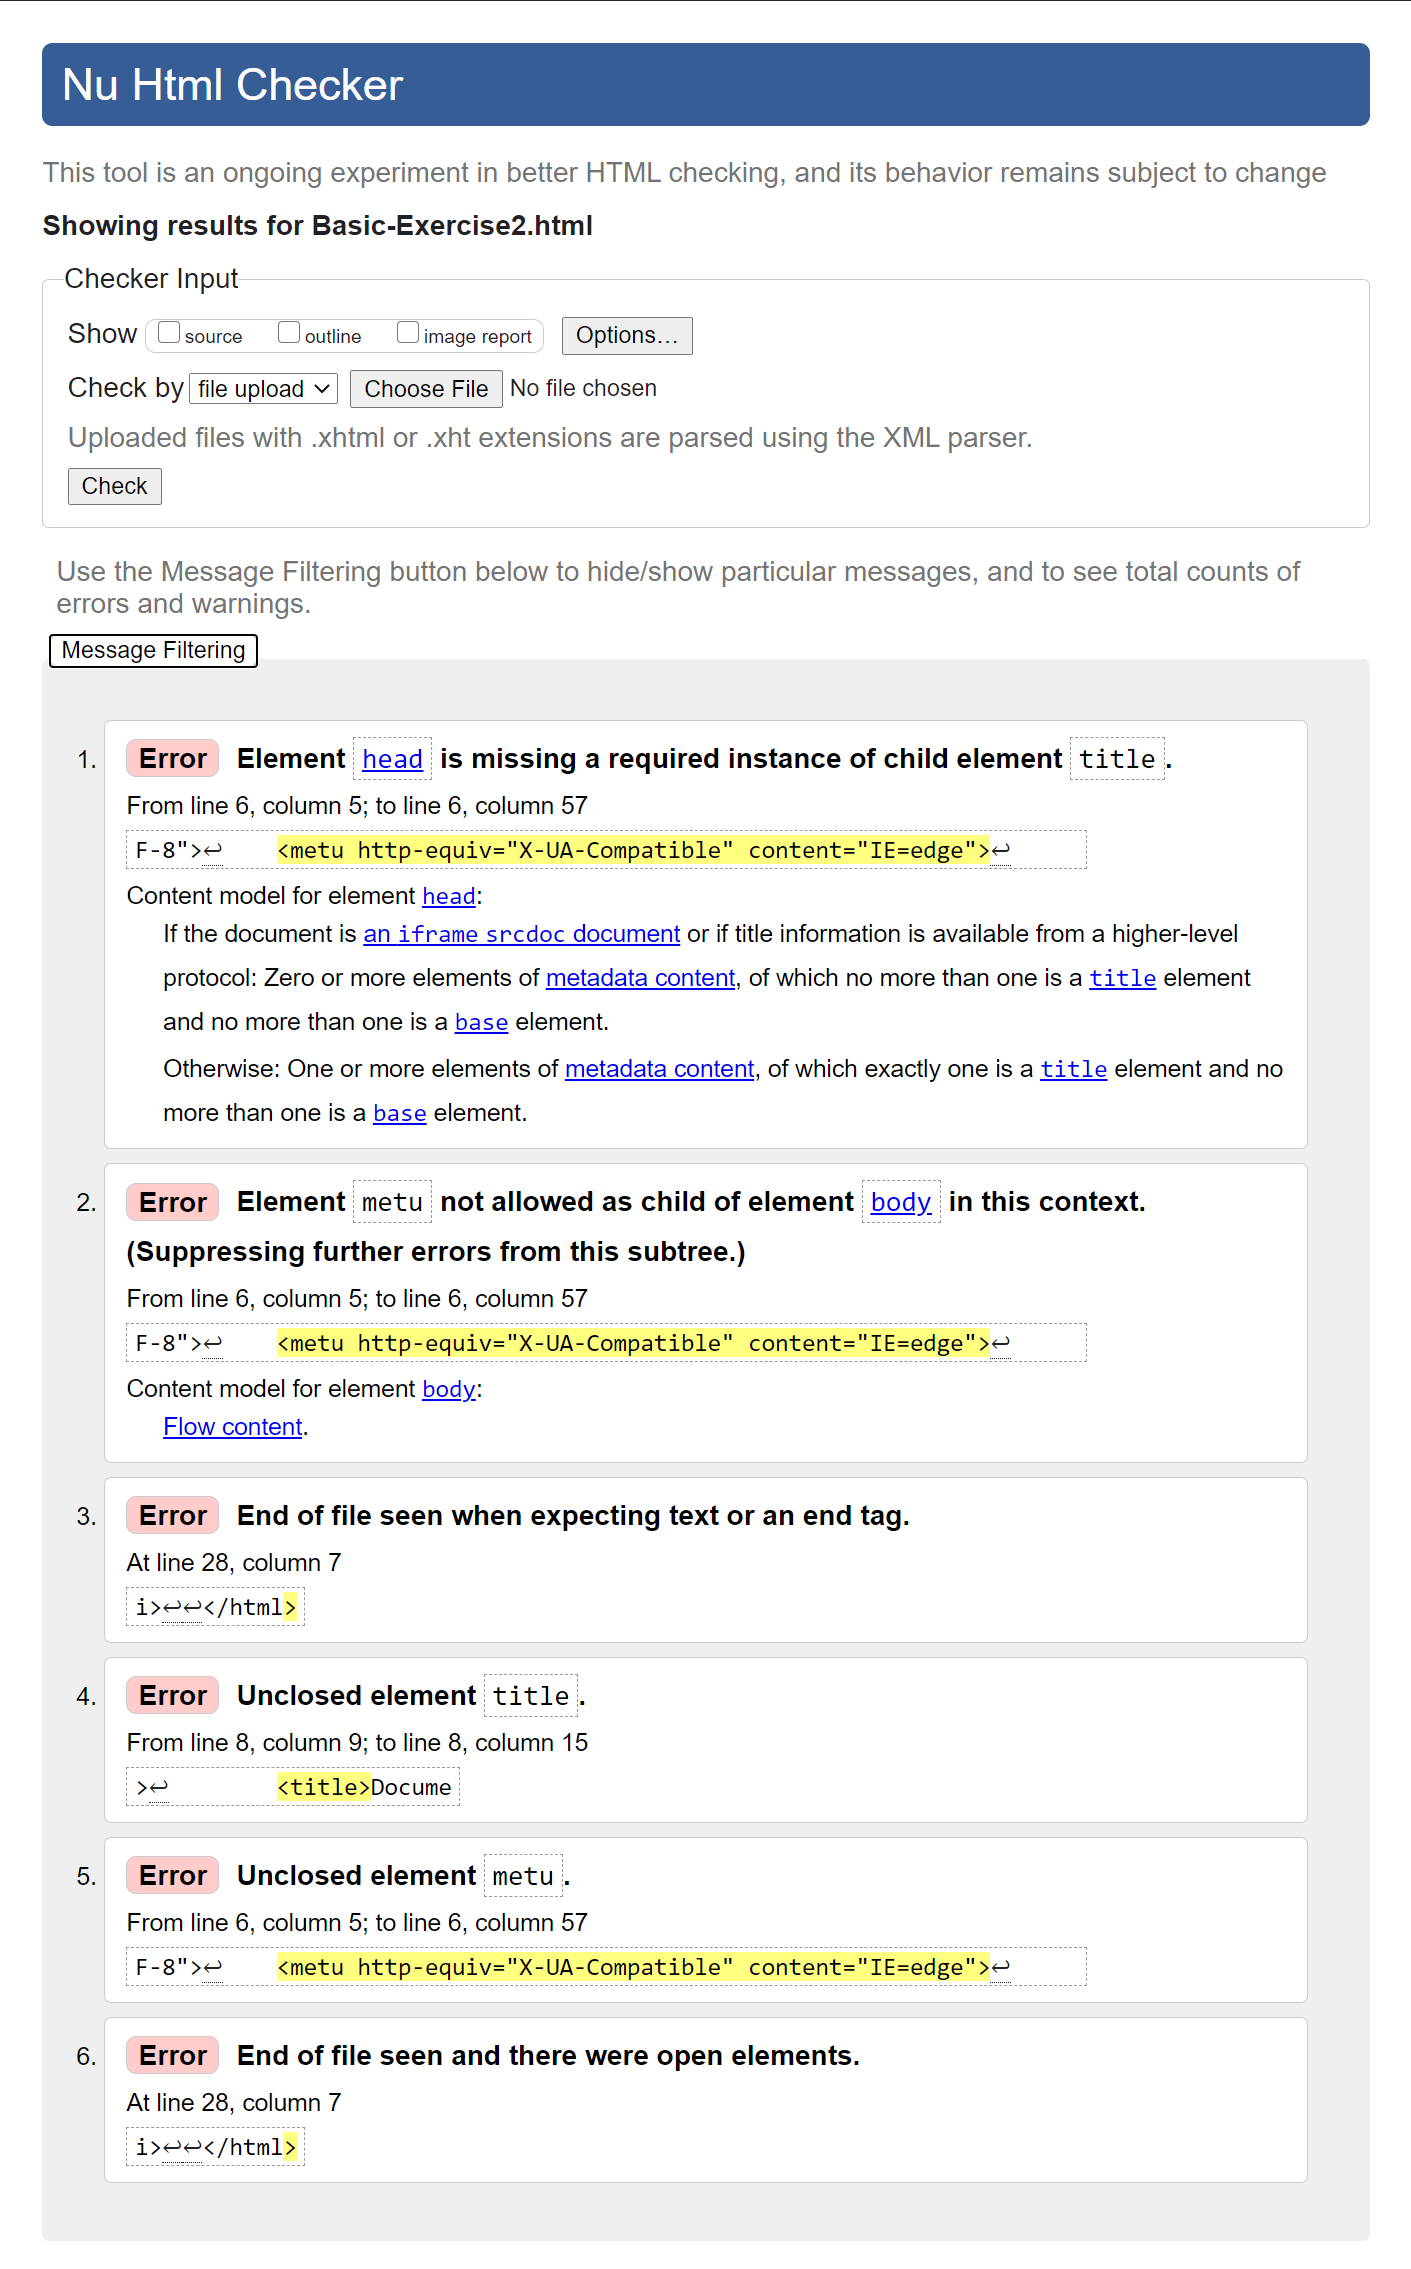 Nu Html Checker
This tool is an ongoing experiment in better HTML checking, and its behavior remains subject to change
Showing results for Basic-Exercise2.html
Checker Input
Show source outline image report Options...
Check by file upload Choose File No file chosen
Uploaded files with .xhtml or .xht extensions are parsed using the XML parser.
Check
Use the Message Filtering button below to hide/show particular messages, and to see total counts of
errors and warnings.
Message Filtering
1. Error Element head is missing a required instance of child element title.
From line 6, column 5; to line 6, column 57
F-8">↩    <metu http-equiv="X-UA-Compatible" content="IE=edge">↩
Content model for element head:
If the document is an iframe srcdoc document or if title information is available from a higher-level
protocol: Zero or more elements of metadata content, of which no more than one is a title element
and no more than one is a base element.
Otherwise: One or more elements of metadata content, of which exactly one is a title element and no
more than one is a base element.
2. Error Element metu not allowed as child of element body in this context.
(Suppressing further errors from this subtree.)
From line 6, column 5; to line 6, column 57
F-8">↩    <metu http-equiv="X-UA-Compatible" content="IE=edge">↩
Content model for element body:
Flow content.
3. Error End of file seen when expecting text or an end tag.
At line 28, column 7
i>↩↩</html>
4. Error Unclosed element title.
From line 8, column 9; to line 8, column 15
>↩        <title>Docume
5. Error Unclosed element metu.
From line 6, column 5; to line 6, column 57
F-8">↩    <metu http-equiv="X-UA-Compatible" content="IE=edge">↩
6. Error End of file seen and there were open elements.
At line 28, column 7
i>↩↩</html>